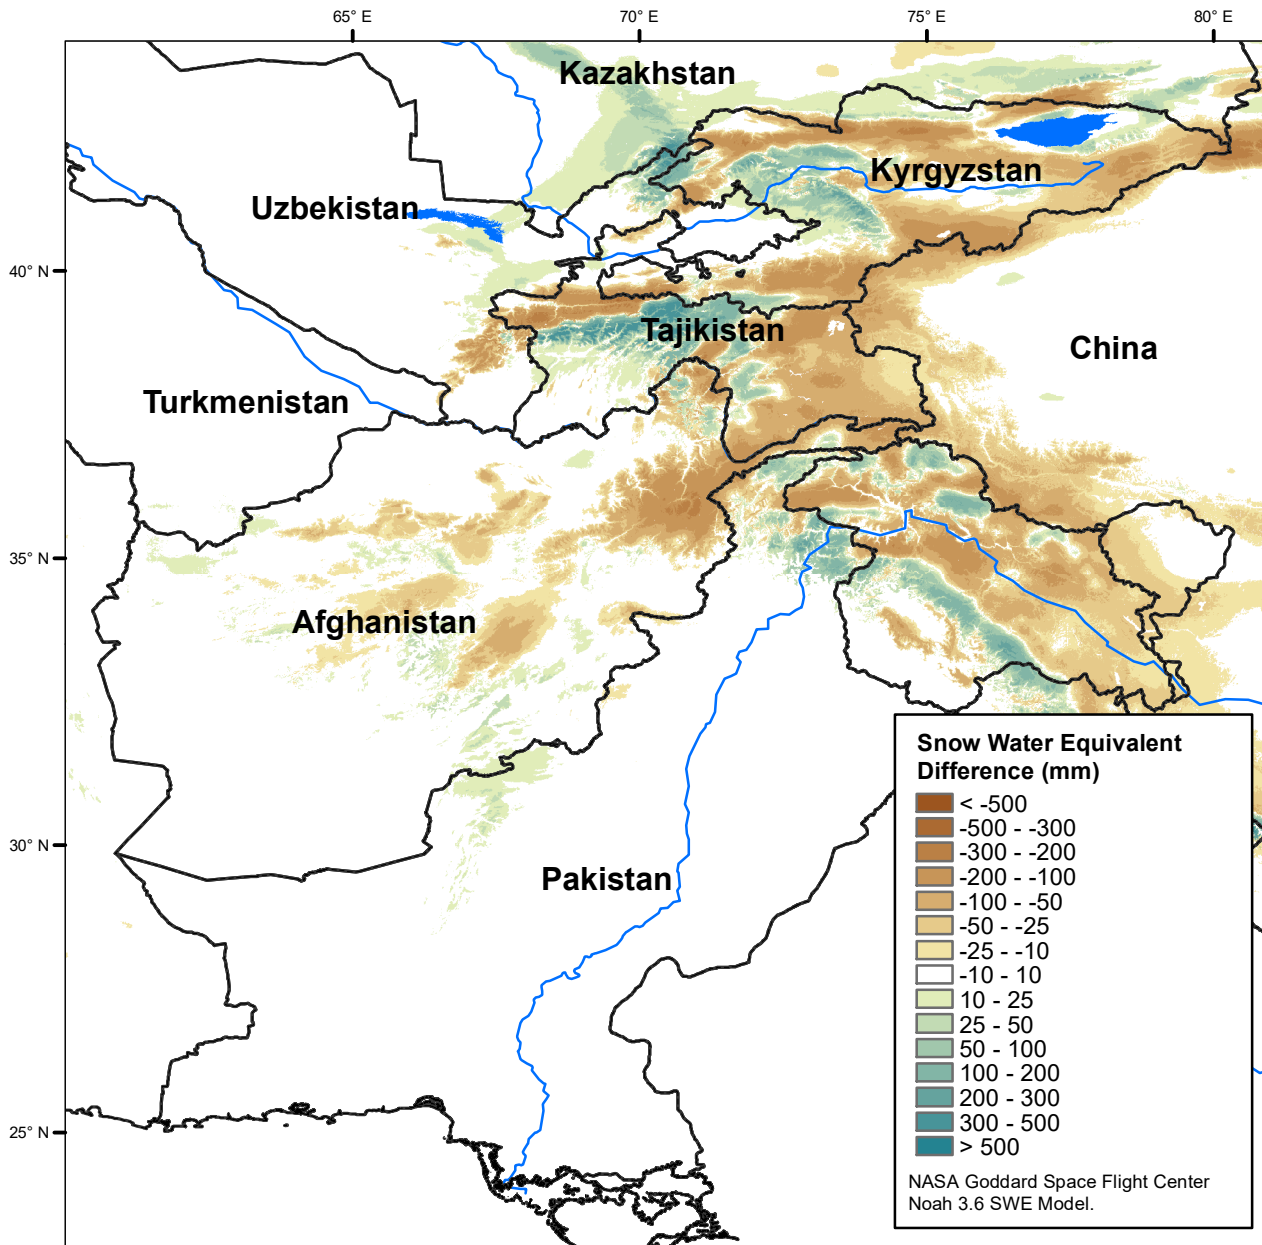 65° E
70° E
75° E
80° E
Kazakhstan
Kyrgyzstan
Uzbekistan
40° N
Tajikistan
China
Turkmenistan
35° N
Afghanistan
Snow Water Equivalent
Difference (mm)
< -500
-500 - -300
-300 - -200
-200 - -100
-100 - -50
-50 - -25
-25 - -10
-10 - 10
10 - 25
25 - 50
50 - 100
100 - 200
200 - 300
300 - 500
> 500
NASA Goddard Space Flight Center
Noah 3.6 SWE Model.
30° N
Pakistan
25° N